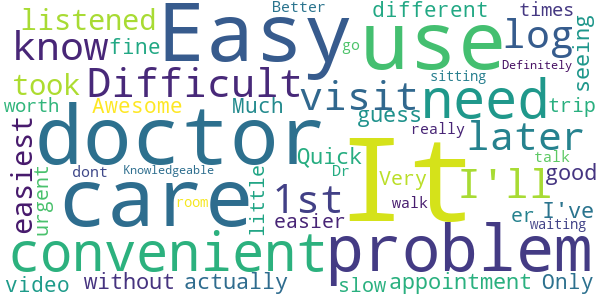 listened Easy use Better different times
know fine log seeing
took Difficult visit sitting go Definitely
worth Awesome Much guess need trip
easiest doctor really later
urgent dont Knowledgeable Quick Dr It Very I'll talk good
care room little 1st easier walk er I've waiting
convenient problem
video without actually slow appointment Only